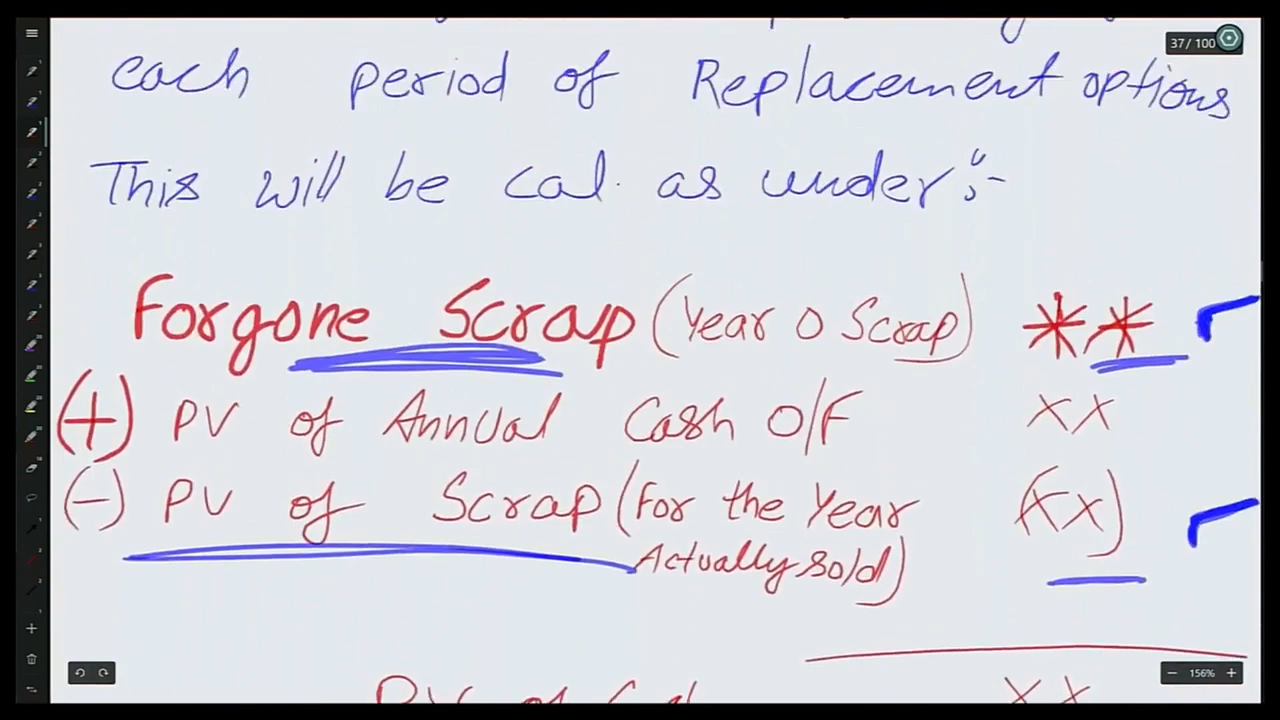 37/100
each period of Replacement options
This will be cal. as under:-
Forgone Scrap (Year 0 Scrap) **
(+) PV of Annual Cash O/F XX
(-) PV of Scrap (For the Year (XX)
Actually sold)
XX
156%